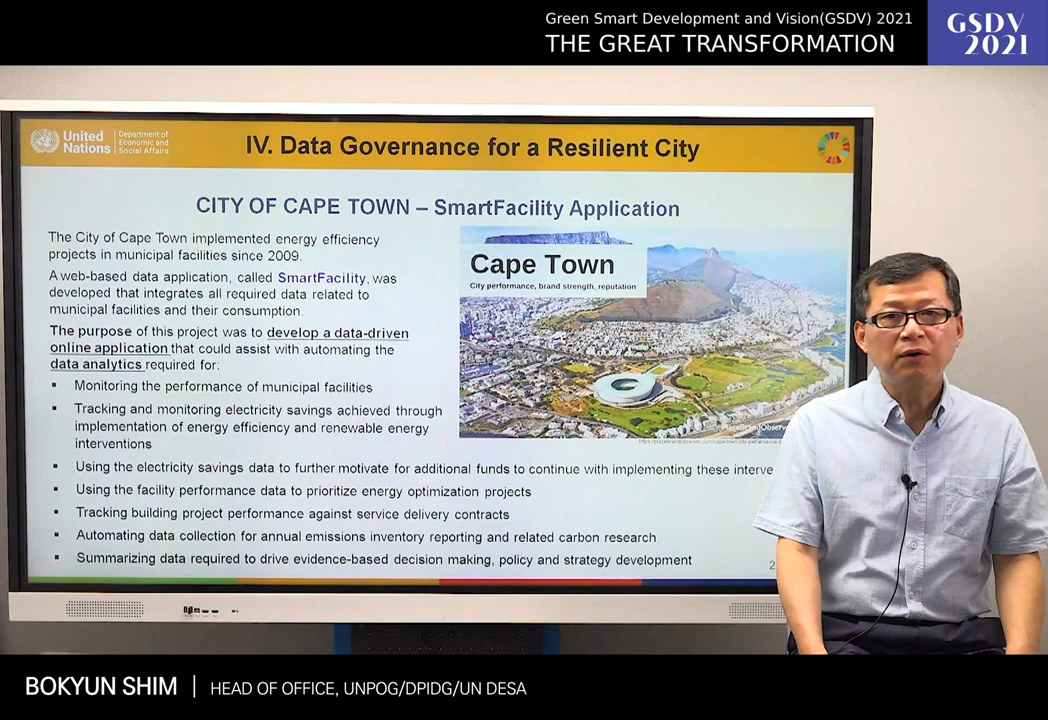 Green Smart Development and Vision(GSDV) 2021
THE GREAT TRANSFORMATION
GSDV
2021
United
Nations
Department of
Economic and
Social Affairs
IV. Data Governance for a Resilient City
CITY OF CAPE TOWN – SmartFacility Application
The City of Cape Town implemented energy efficiency
projects in municipal facilities since 2009.
A web-based data application, called SmartFacility, was
developed that integrates all required data related to
municipal facilities and their consumption.
The purpose of this project was to develop a data-driven
online application that could assist with automating the
data analytics required for:
▪ Monitoring the performance of municipal facilities
▪ Tracking and monitoring electricity savings achieved through
implementation of energy efficiency and renewable energy
interventions
▪ Using the electricity savings data to further motivate for additional funds to continue with implementing these interve
▪ Using the facility performance data to prioritize energy optimization projects
▪ Tracking building project performance against service delivery contracts
▪ Automating data collection for annual emissions inventory reporting and related carbon research
▪ Summarizing data required to drive evidence-based decision making, policy and strategy development
Cape Town
City performance, brand strength, reputation
2
BOKYUN SHIM | HEAD OF OFFICE, UNPOG/DPIDG/UN DESA